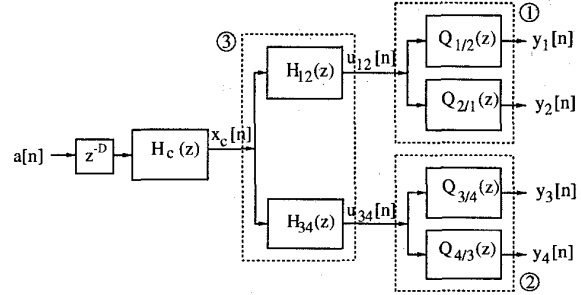 ①
③
Q1/2(z)
y1[n]
H12(z)
u12[n]
Q2/1(z)
y2[n]
a[n]
z-D
Hc(z)
xc[n]
Q3/4(z)
y3[n]
H34(z)
u34[n]
Q4/3(z)
y4[n]
②